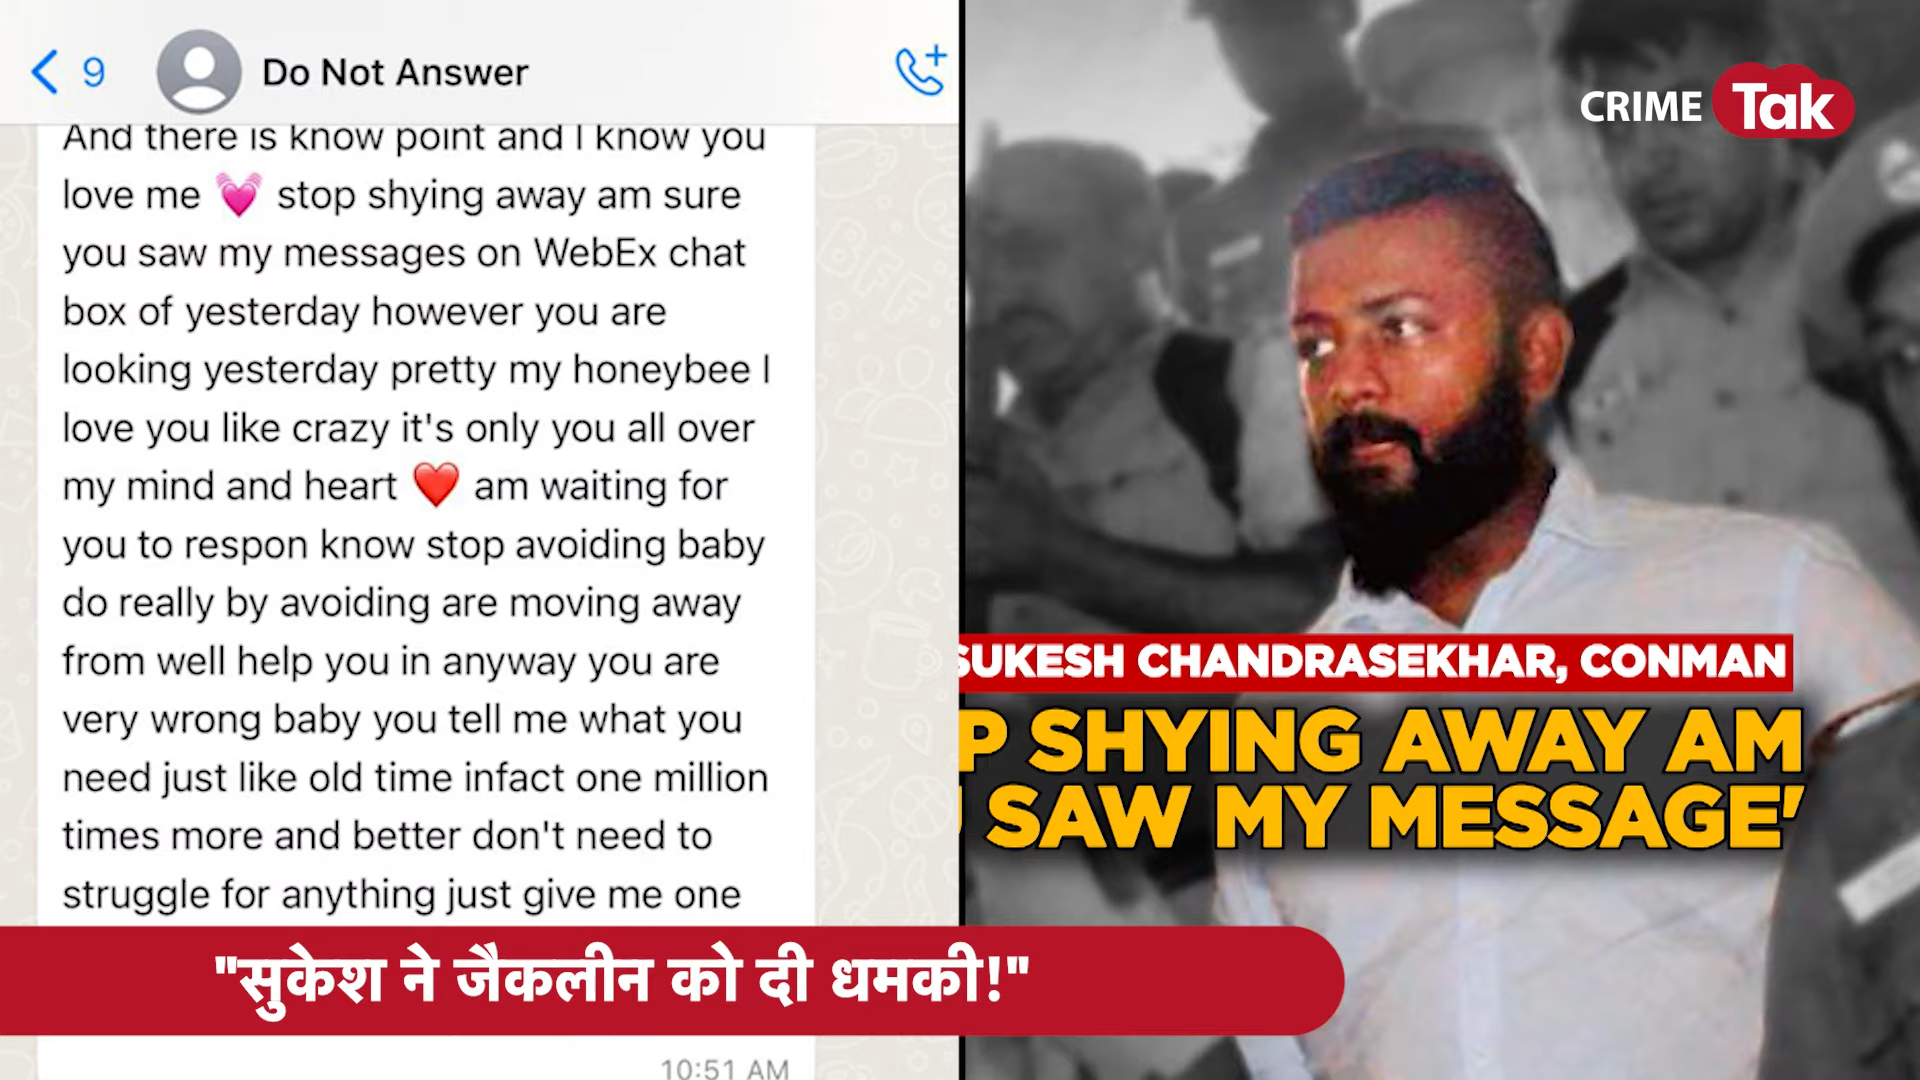 9 Do Not Answer
And there is know point and I know you
love me 💓 stop shying away am sure
you saw my messages on WebEx chat
box of yesterday however you are
looking yesterday pretty my honeybee I
love you like crazy it's only you all over
my mind and heart ❤️ am waiting for
you to respon know stop avoiding baby
do really by avoiding are moving away
from well help you in anyway you are
very wrong baby you tell me what you
need just like old time infact one million
times more and better don't need to
struggle for anything just give me one
10:51 AM
CRIME Tak
SUKESH CHANDRASEKHAR, CONMAN
P SHYING AWAY AM
SAW MY MESSAGE'
"सुकेश ने जैकलीन को दी धमकी!"